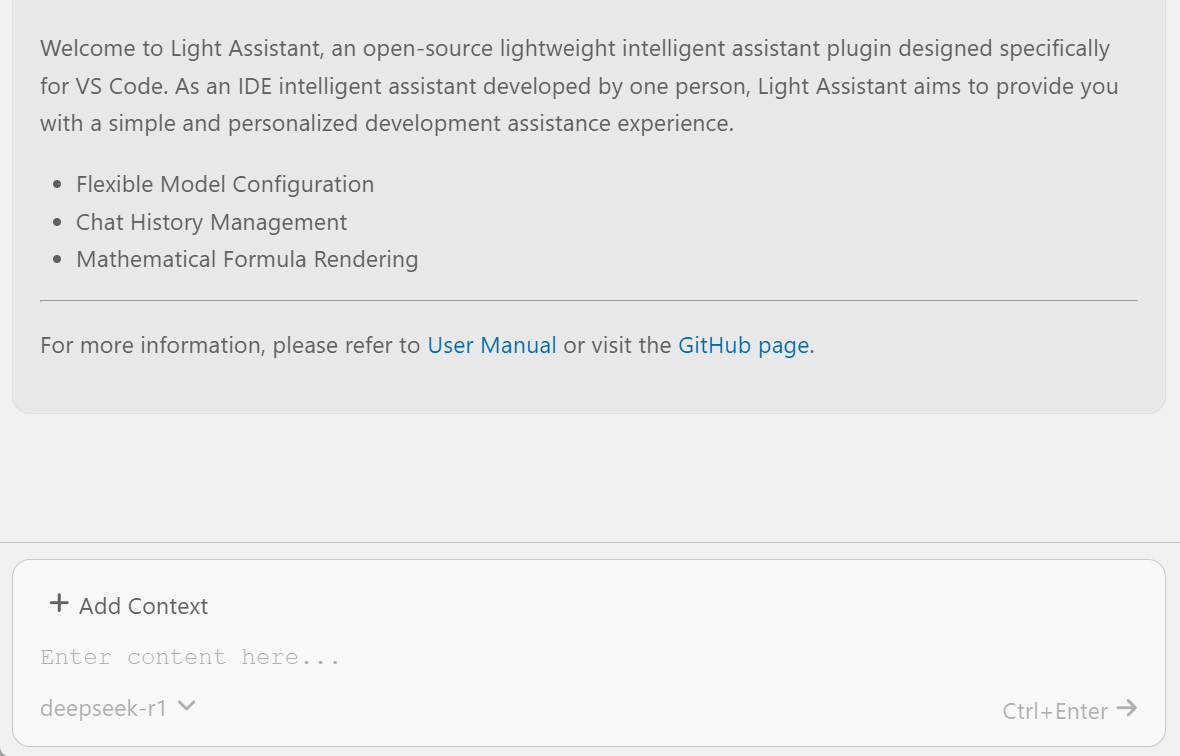 Welcome to Light Assistant, an open-source lightweight intelligent assistant plugin designed specifically
for VS Code. As an IDE intelligent assistant developed by one person, Light Assistant aims to provide you
with a simple and personalized development assistance experience.
• Flexible Model Configuration
• Chat History Management
• Mathematical Formula Rendering
For more information, please refer to User Manual or visit the GitHub page.
+ Add Context
Enter content here...
deepseek-r1
Ctrl+Enter →